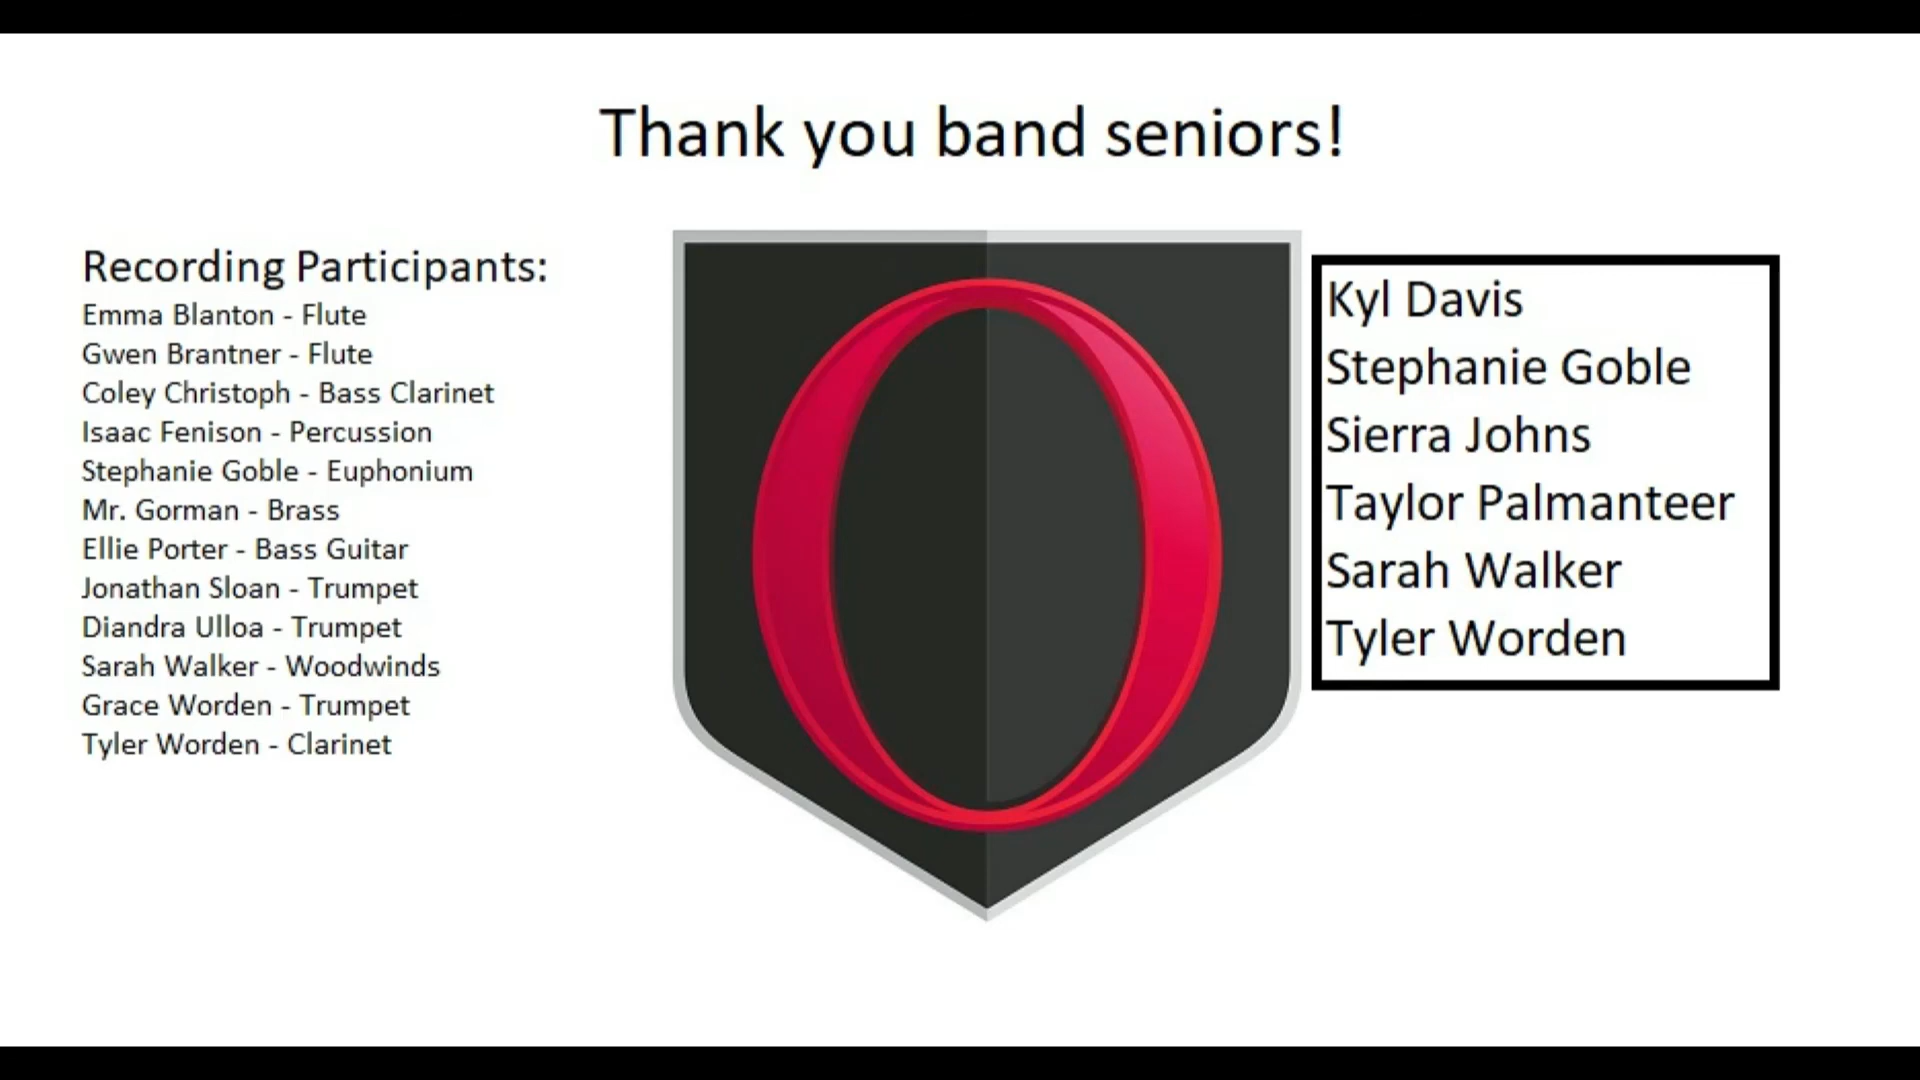 Thank you band seniors!
Recording Participants:
Emma Blanton - Flute
Gwen Brantner - Flute
Coley Christoph - Bass Clarinet
Isaac Fenison - Percussion
Stephanie Goble - Euphonium
Mr. Gorman - Brass
Ellie Porter - Bass Guitar
Jonathan Sloan - Trumpet
Diandra Ulloa - Trumpet
Sarah Walker - Woodwinds
Grace Worden - Trumpet
Tyler Worden - Clarinet
O
Kyl Davis
Stephanie Goble
Sierra Johns
Taylor Palmanteer
Sarah Walker
Tyler Worden